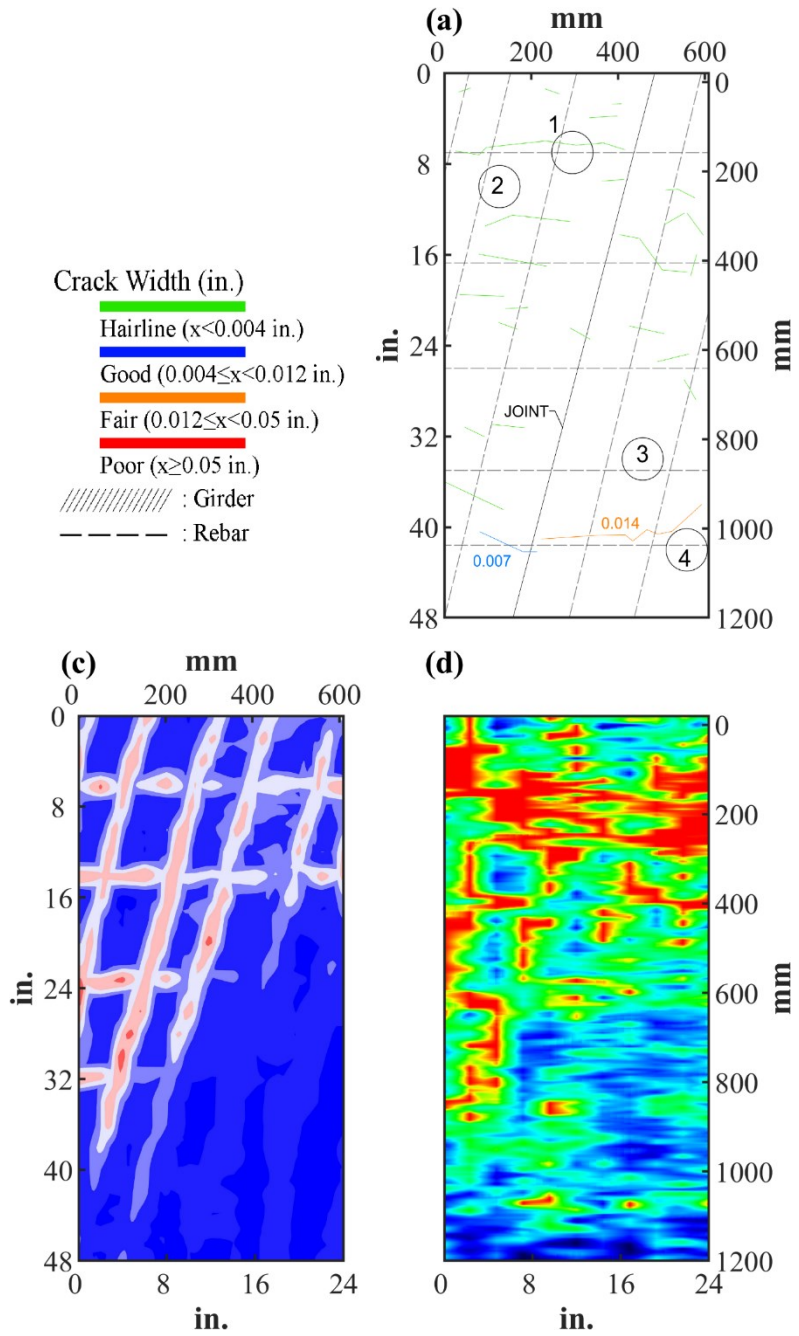 (a)
mm
0 200 400 600
0
8
16
24
32
40
48
in.
0
200
400
600
800
1000
1200
mm
1
2
3
4
JOINT
0.014
0.007
Crack Width (in.)
Hairline (x<0.004 in.)
Good (0.004≤x<0.012 in.)
Fair (0.012≤x<0.05 in.)
Poor (x≥0.05 in.)
: Girder
: Rebar
(c)
mm
0 200 400 600
0
8
16
24
32
40
48
in.
0 8 16 24
in.
(d)
0
200
400
600
800
1000
1200
mm
0 8 16 24
in.